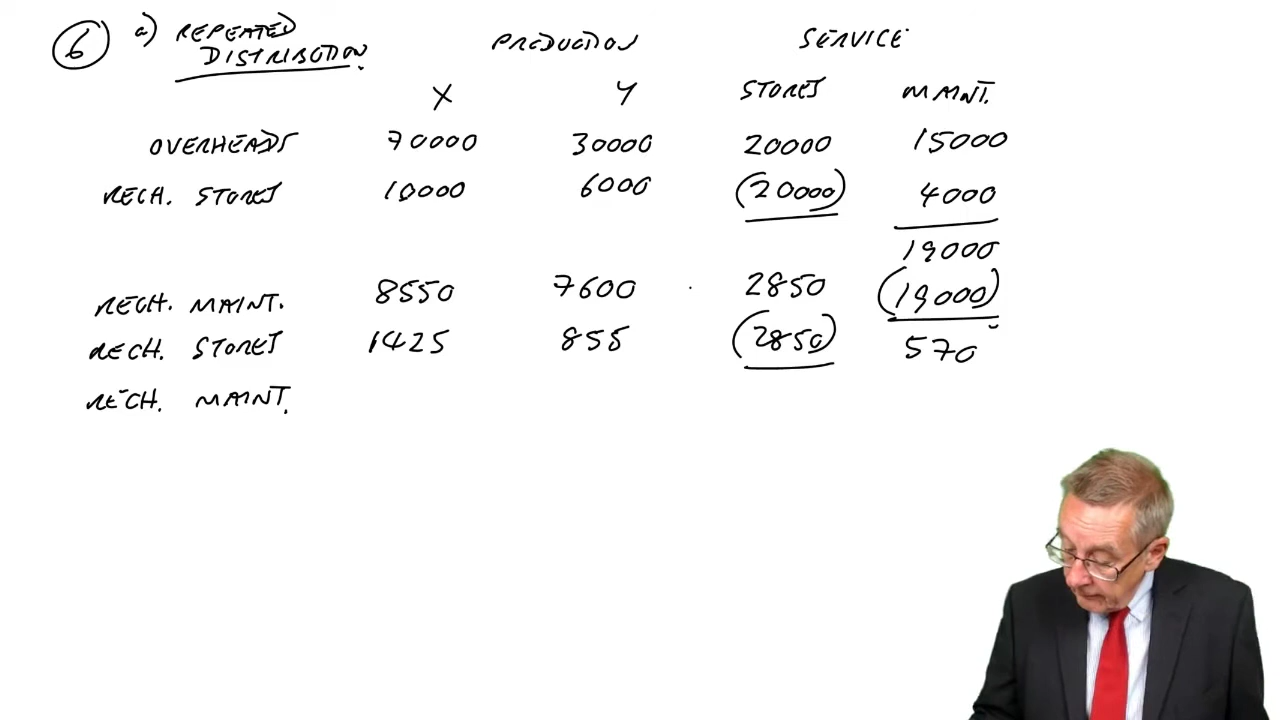 6 a) REPEATED DISTRIBUTION.
PRODUCTION SERVICE
X Y STORES MAINT.
OVERHEADS 70000 30000 20000 15000
RECH. STORES 10000 6000 (20000) 4000
19000
RECH. MAINT. 8550 7600 2850 (19000)
RECH. STORES 1425 855 (2850) 570
RECH. MAINT.